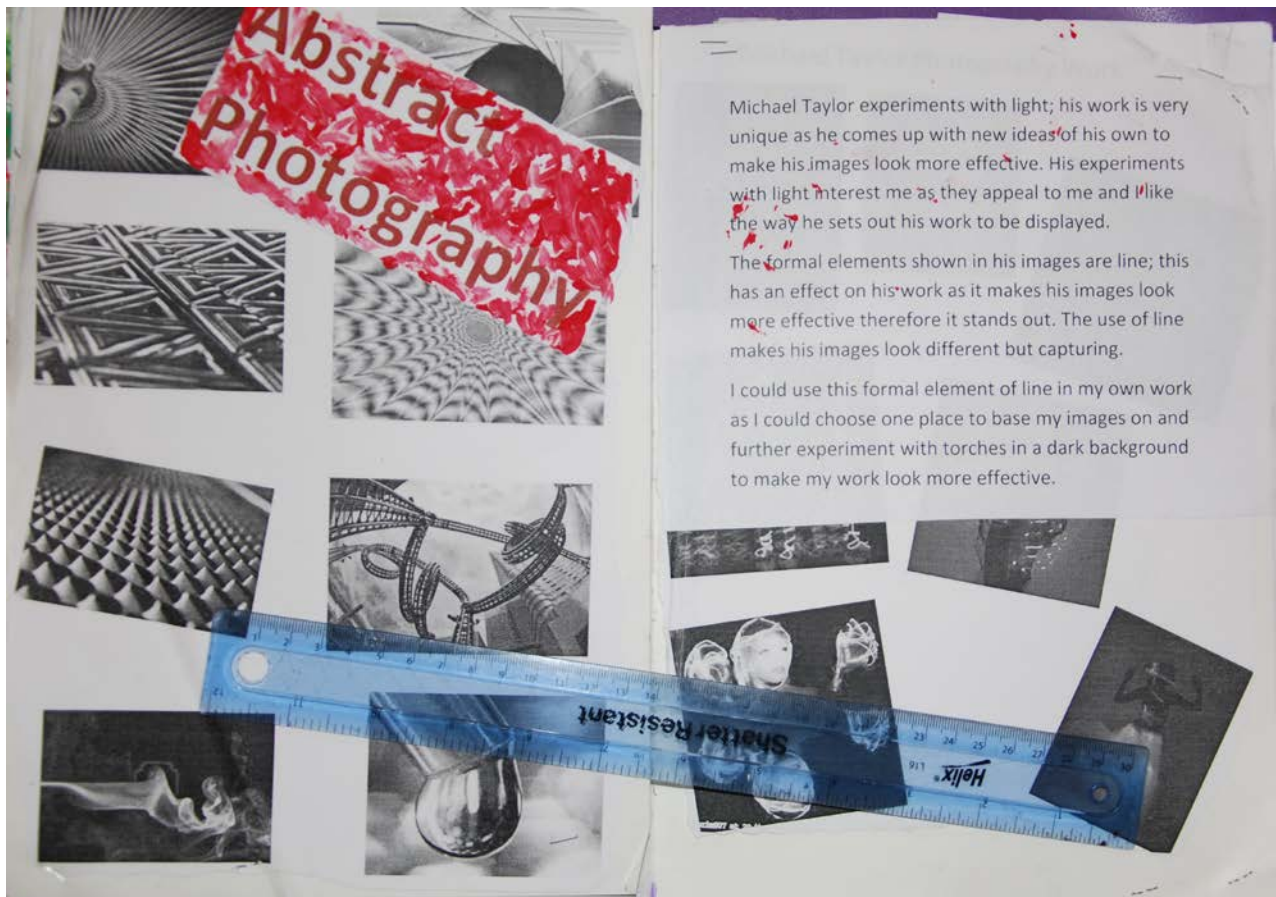 Abstract
Photography
Michael Taylor experiments with light; his work is very
unique as he comes up with new ideas of his own to
make his images look more effective. His experiments
with light interest me as they appeal to me and I like
the way he sets out his work to be displayed.
The formal elements shown in his images are line; this
has an effect on his work as it makes his images look
more effective therefore it stands out. The use of line
makes his images look different but capturing.
I could use this formal element of line in my own work
as I could choose one place to base my images on and
further experiment with torches in a dark background
to make my work look more effective.
Shatter Resistant
Helix®
L16